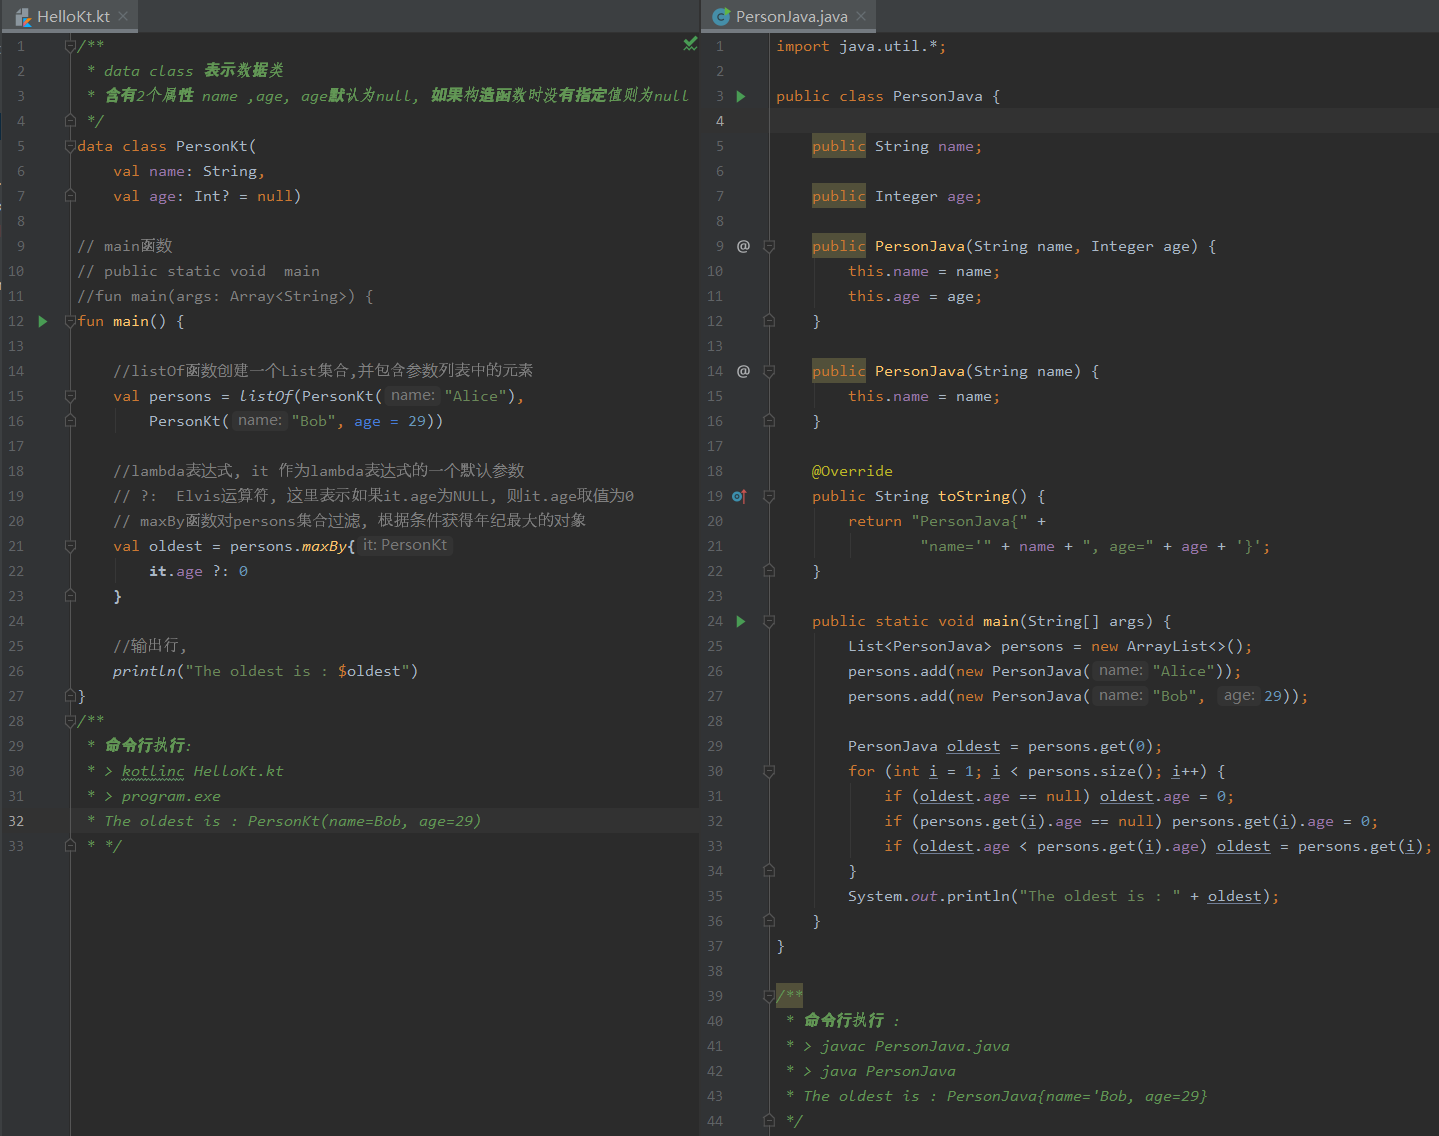 HelloKt.kt
1 /**
2 * data class 表示数据类
3 * 含有2个属性 name ,age, age默认为null, 如果构造函数时没有指定值则为null
4 */
5 data class PersonKt(
6 val name: String,
7 val age: Int? = null)
8
9 // main函数
10 // public static void  main
11 //fun main(args: Array<String>) {
12 fun main() {
13
14 //listOf函数创建一个List集合,并包含参数列表中的元素
15 val persons = listOf(PersonKt( name: "Alice"),
16 PersonKt( name: "Bob", age = 29))
17
18 //lambda表达式, it 作为lambda表达式的一个默认参数
19 // ?:  Elvis运算符, 这里表示如果it.age为NULL, 则it.age取值为0
20 // maxBy函数对persons集合过滤, 根据条件获得年纪最大的对象
21 val oldest = persons.maxBy{ it: PersonKt
22 it.age ?: 0
23 }
24
25 //输出行,
26 println("The oldest is : $oldest")
27 }
28 /**
29 * 命令行执行:
30 * > kotlinc HelloKt.kt
31 * > program.exe
32 * The oldest is : PersonKt(name=Bob, age=29)
33 * */
PersonJava.java
1 import java.util.*;
2
3 public class PersonJava {
4
5 public String name;
6
7 public Integer age;
8
9 @ public PersonJava(String name, Integer age) {
10 this.name = name;
11 this.age = age;
12 }
13
14 @ public PersonJava(String name) {
15 this.name = name;
16 }
17
18 @Override
19 public String toString() {
20 return "PersonJava{" +
21 "name='" + name + ", age=" + age + '}';
22 }
23
24 public static void main(String[] args) {
25 List<PersonJava> persons = new ArrayList<>();
26 persons.add(new PersonJava( name: "Alice"));
27 persons.add(new PersonJava( name: "Bob", age: 29));
28
29 PersonJava oldest = persons.get(0);
30 for (int i = 1; i < persons.size(); i++) {
31 if (oldest.age == null) oldest.age = 0;
32 if (persons.get(i).age == null) persons.get(i).age = 0;
33 if (oldest.age < persons.get(i).age) oldest = persons.get(i);
34 }
35 System.out.println("The oldest is : " + oldest);
36 }
37 }
38
39 /**
40 * 命令行执行 :
41 * > javac PersonJava.java
42 * > java PersonJava
43 * The oldest is : PersonJava{name='Bob, age=29}
44 */